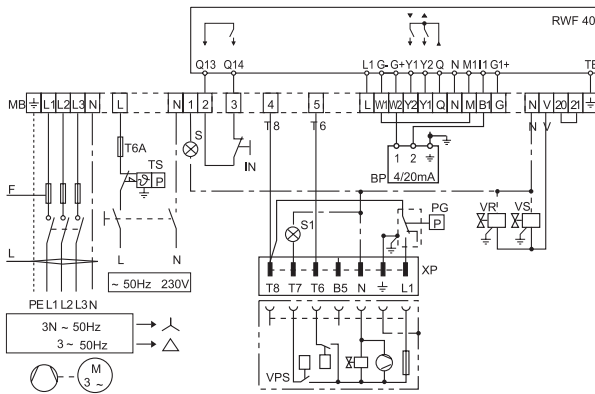 RWF 40
Q13 Q14 L1 G- G+ Y1 Y2 Q N M1 I1 G1+ TE
MB L1 L2 L3 N L N 1 2 3 4 5 L W1 W2 Y2 Y1 Q N M B1 G N V 20 21
T8 T6 N V
T6A
S
TS
P
IN
1 2
BP 4/20mA
F
PG
P
VR VS
S1
L
L N
XP
~ 50Hz 230V
T8 T7 T6 B5 N L1
PE L1 L2 L3 N
3N ~ 50Hz
3 ~ 50Hz
VPS
M
3 ~